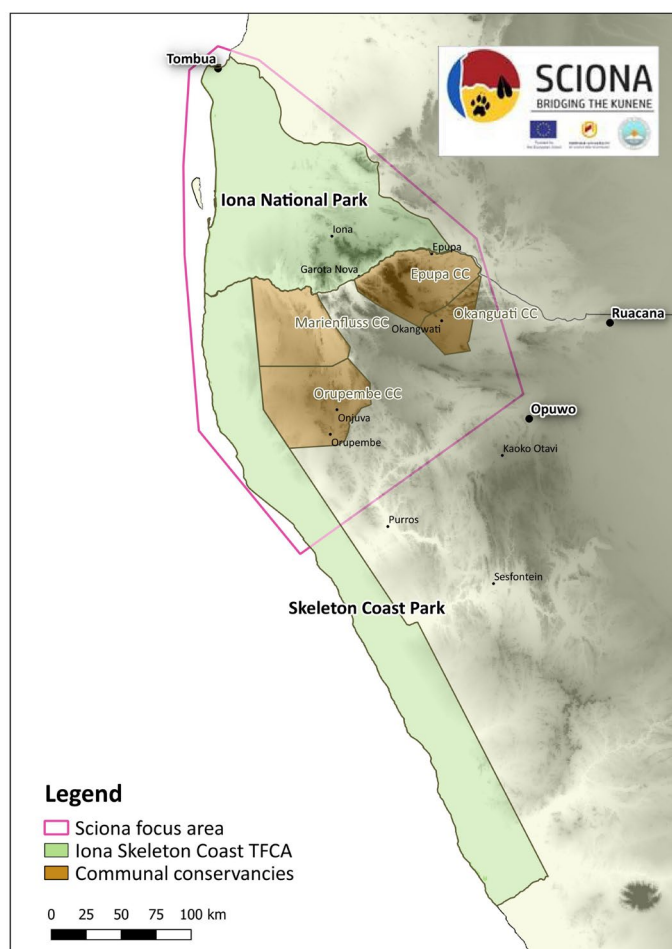 Tombua
SCIONA
BRIDGING THE KUNENE
Iona National Park
Iona
Epupa
Garota Nova
Epupa CC
Marienfluss CC
Okanguati CC
Okangwati
Ruacana
Orupembe CC
Onjuva
Opuwo
Orupembe
Kaoko Otavi
Purros
Sesfontein
Skeleton Coast Park
Legend
Sciona focus area
Iona Skeleton Coast TFCA
Communal conservancies
0 25 50 75 100 km